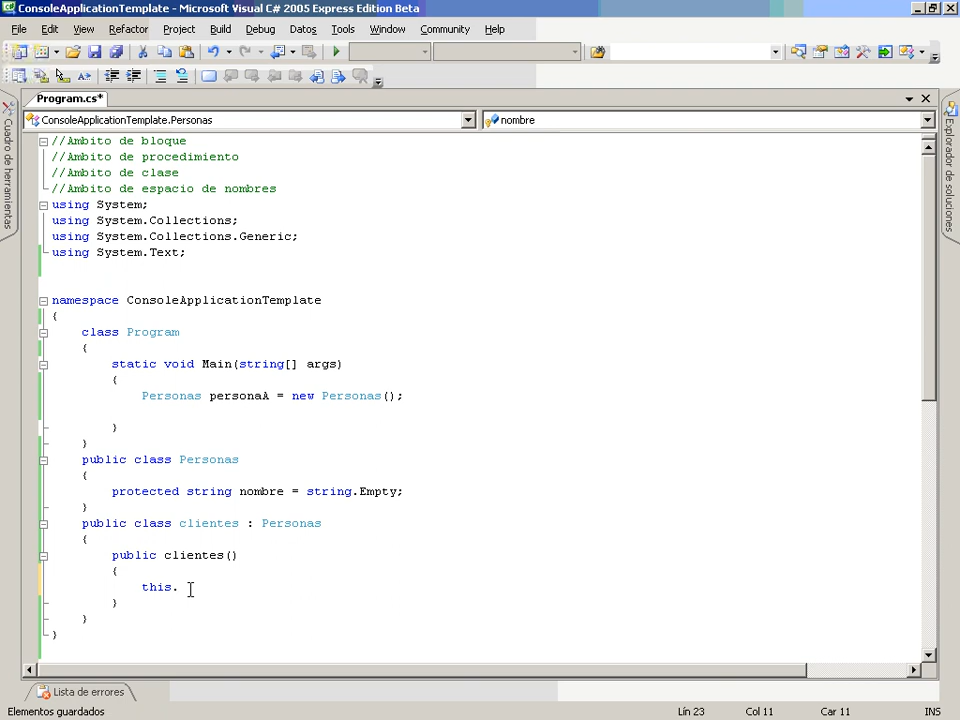 ConsoleApplicationTemplate - Microsoft Visual C# 2005 Express Edition Beta
File Edit View Refactor Project Build Debug Datos Tools Window Community Help
Program.cs*
ConsoleApplicationTemplate.Personas
nombre
Cuadro de herramientas
Explorador de soluciones
//Ambito de bloque
//Ambito de procedimiento
//Ambito de clase
//Ambito de espacio de nombres
using System;
using System.Collections;
using System.Collections.Generic;
using System.Text;
namespace ConsoleApplicationTemplate
{
class Program
{
static void Main(string[] args)
{
Personas personaA = new Personas();
}
}
public class Personas
{
protected string nombre = string.Empty;
}
public class clientes : Personas
{
public clientes()
{
this.
}
}
}
Lista de errores
Elementos guardados Lín 23 Col 11 Car 11 INS